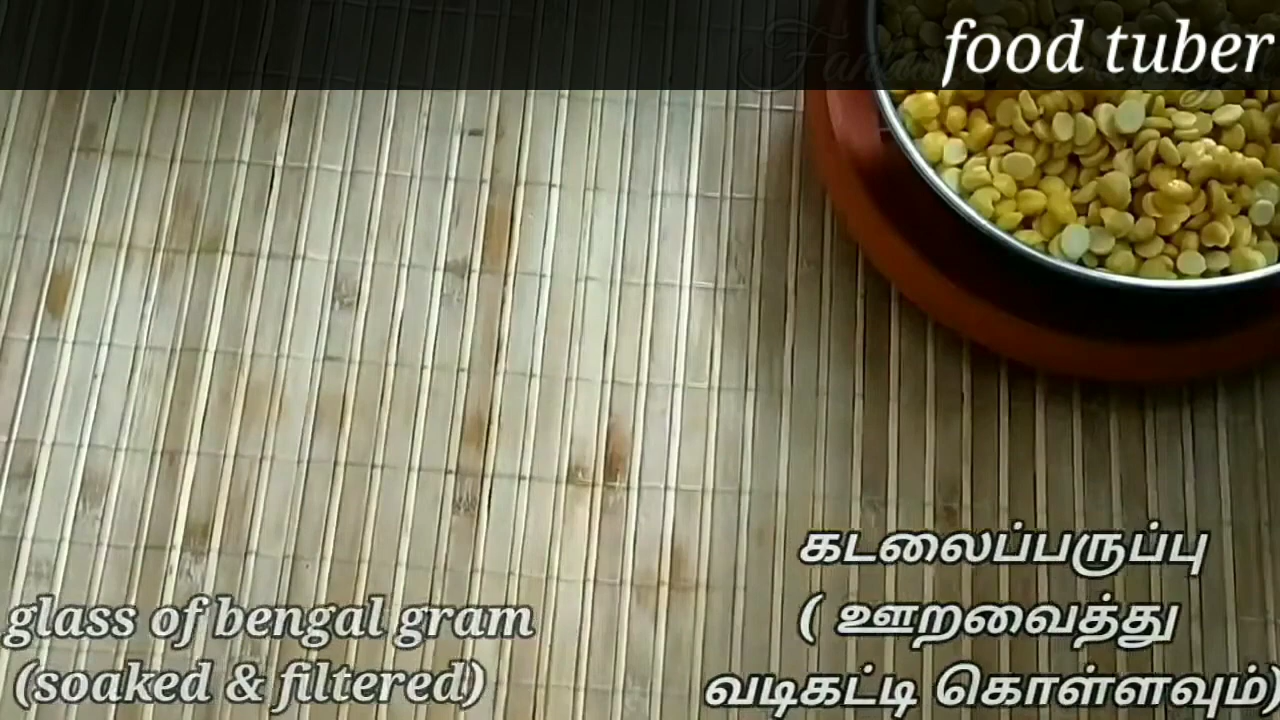 food tuber
glass of bengal gram
(soaked & filtered)
கடலைப்பருப்பு
( ஊறவைத்து
வடிகட்டி கொள்ளவும்)